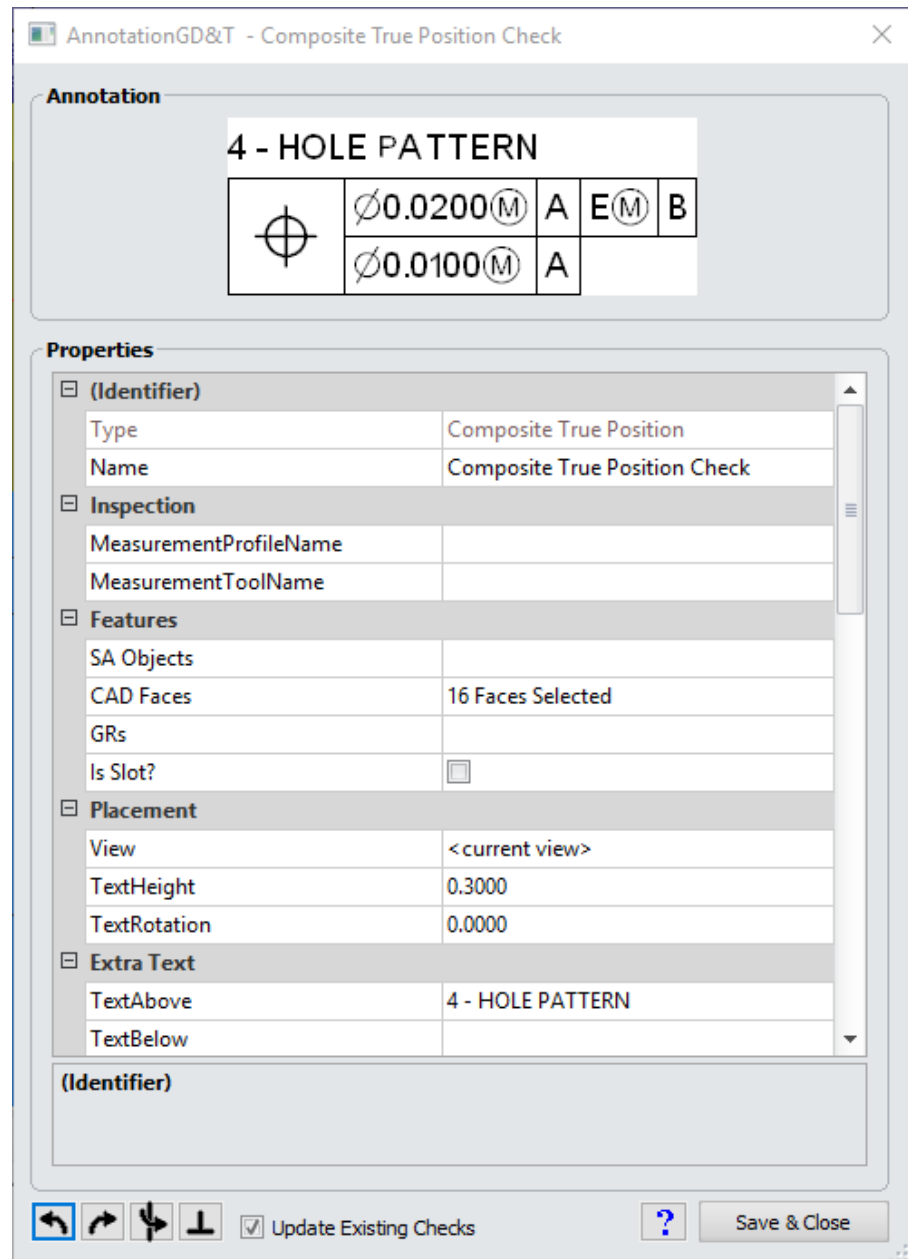 AnnotationGD&T - Composite True Position Check
Annotation
4 - HOLE PATTERN
∅0.0200Ⓜ A EⓂ B
∅0.0100Ⓜ A
Properties
(Identifier)
Type Composite True Position
Name Composite True Position Check
Inspection
MeasurementProfileName
MeasurementToolName
Features
SA Objects
CAD Faces 16 Faces Selected
GRs
Is Slot?
Placement
View <current view>
TextHeight 0.3000
TextRotation 0.0000
Extra Text
TextAbove 4 - HOLE PATTERN
TextBelow
(Identifier)
Update Existing Checks ? Save & Close